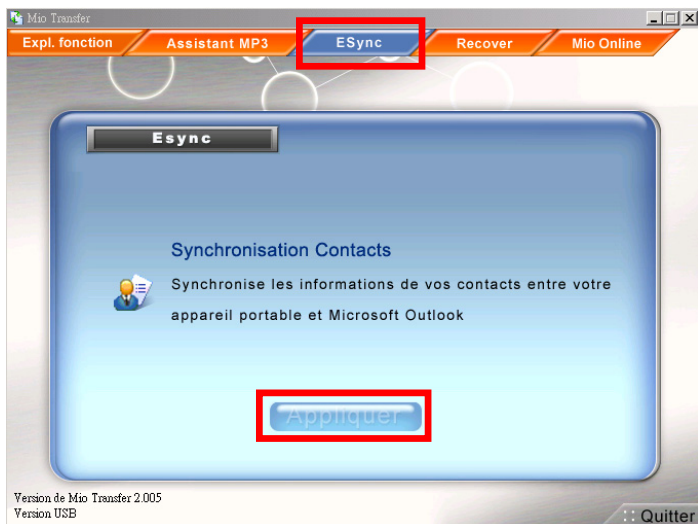 Mio Transfer
Expl. fonction Assistant MP3 ESync Recover Mio Online
Esync
Synchronisation Contacts
Synchronise les informations de vos contacts entre votre
appareil portable et Microsoft Outlook
Appliquer
Version de Mio Transfer 2.005
Version USB
:: Quitter